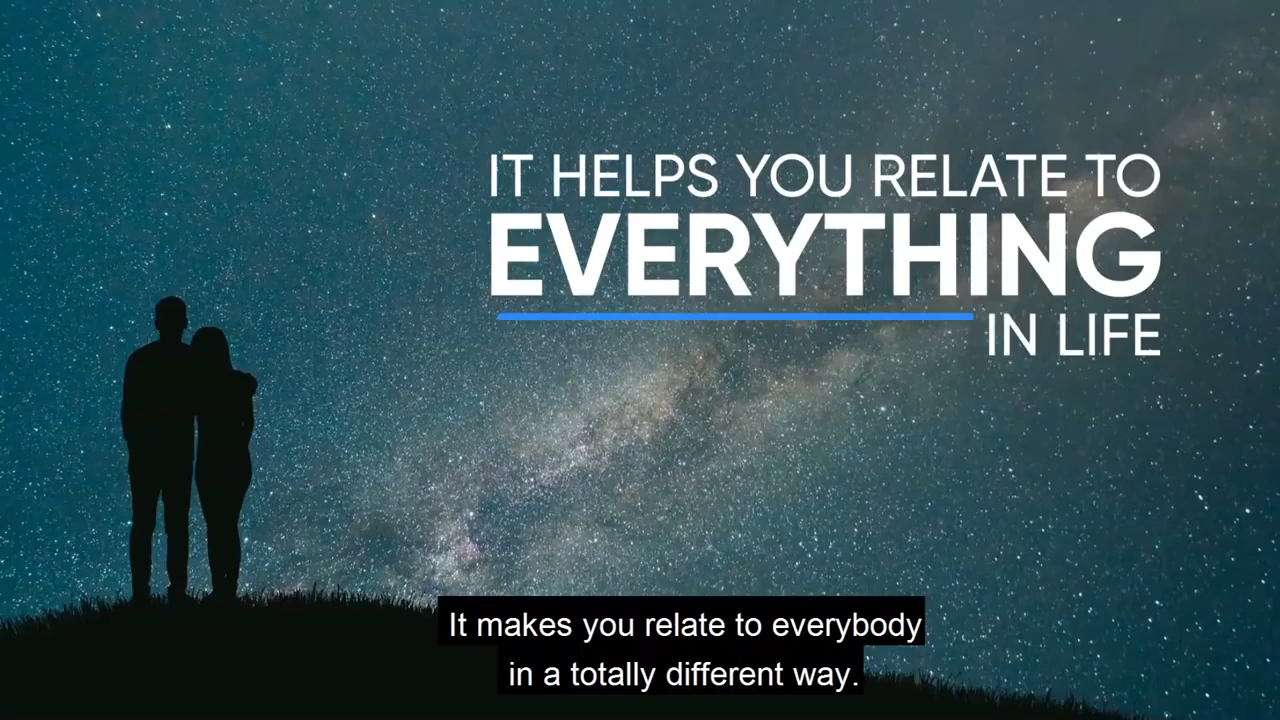 IT HELPS YOU RELATE TO
EVERYTHING
IN LIFE
It makes you relate to everybody
in a totally different way.